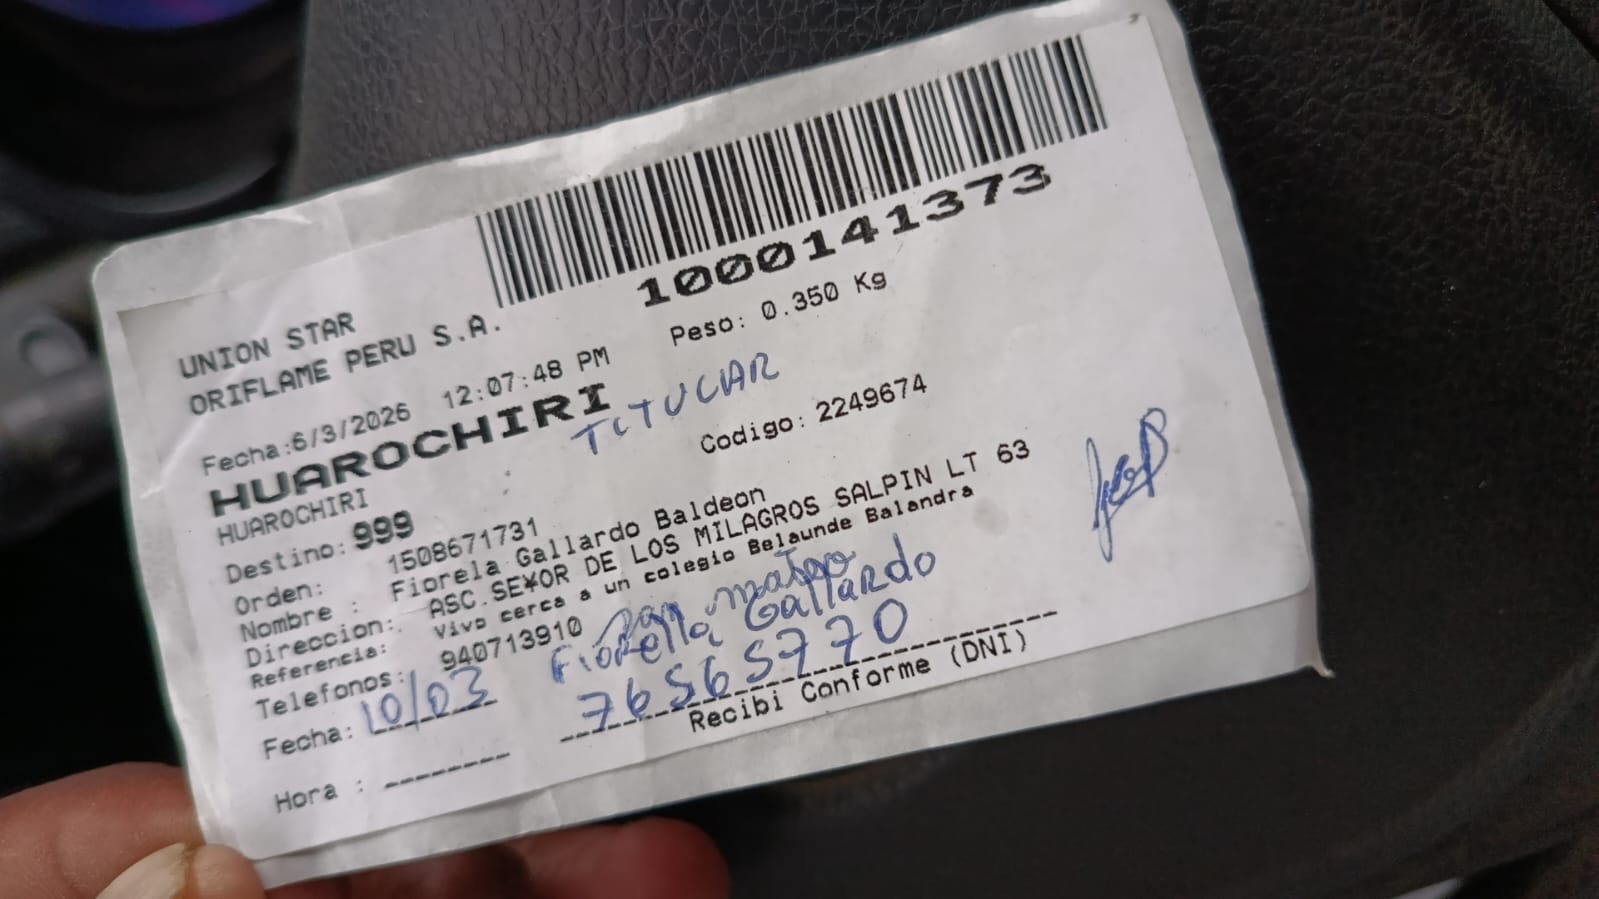 1000141373
UNION STAR
ORIFLAME PERU S.A.
Peso: 0.350 Kg
Fecha:6/3/2026 12:07:48 PM
HUAROCHIRI
TITULAR
HUAROCHIRI
Codigo: 2249674
Destino: 999
Orden: 1508671731
Nombre : Fiorela Gallardo Baldeon
Direccion: ASC.SE¥OR DE LOS MILAGROS SALPIN LT 63
Referencia: Vivo cerca a un colegio Belaunde Balandra
Telefonos: 940713910
San mateo
Fiorella Gallardo
Fecha: 10/03
76565770
Recibi Conforme (DNI)
Hora :